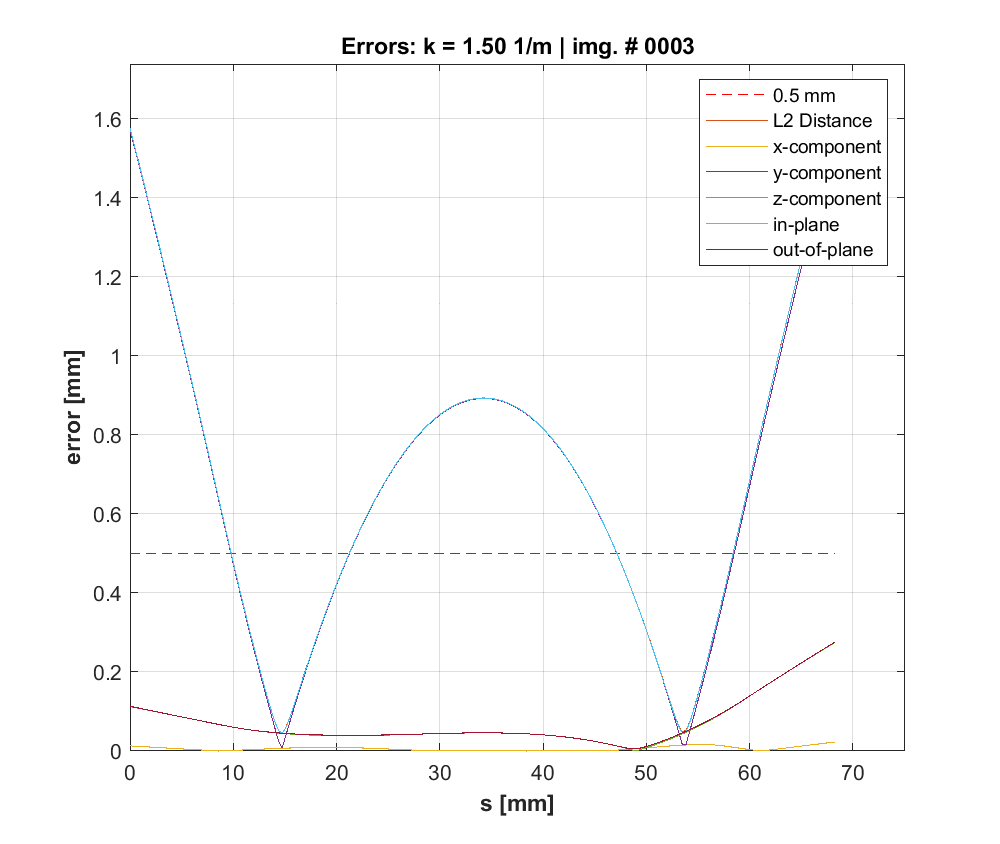 Errors: k = 1.50 1/m | img. # 0003
0.5 mm
L2 Distance
x-component
y-component
z-component
in-plane
out-of-plane
1.6
1.4
1.2
1
0.8
0.6
0.4
0.2
0
error [mm]
0 10 20 30 40 50 60 70
s [mm]